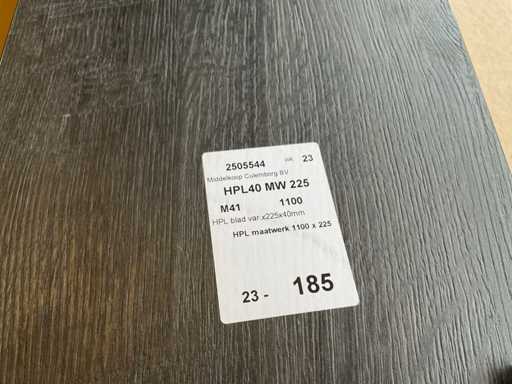 2505544 wk 23
Middelkoop Culemborg BV
HPL40 MW 225
M41 1100
HPL blad var.x225x40mm
HPL maatwerk 1100 x 225
23 - 185